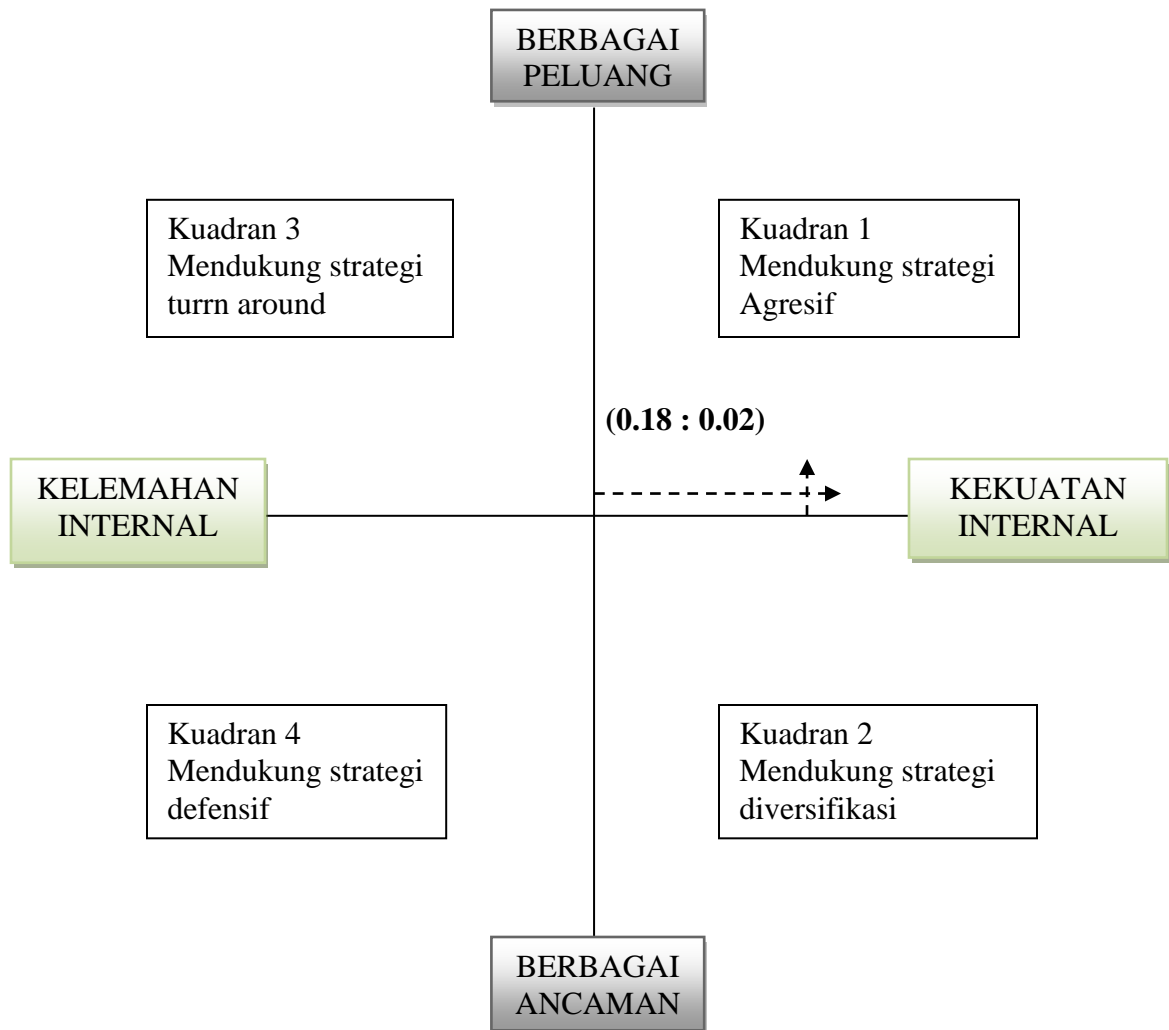 BERBAGAI
PELUANG
Kuadran 3
Mendukung strategi
turrn around
Kuadran 1
Mendukung strategi
Agresif
(0.18 : 0.02)
KELEMAHAN
INTERNAL
KEKUATAN
INTERNAL
Kuadran 4
Mendukung strategi
defensif
Kuadran 2
Mendukung strategi
diversifikasi
BERBAGAI
ANCAMAN